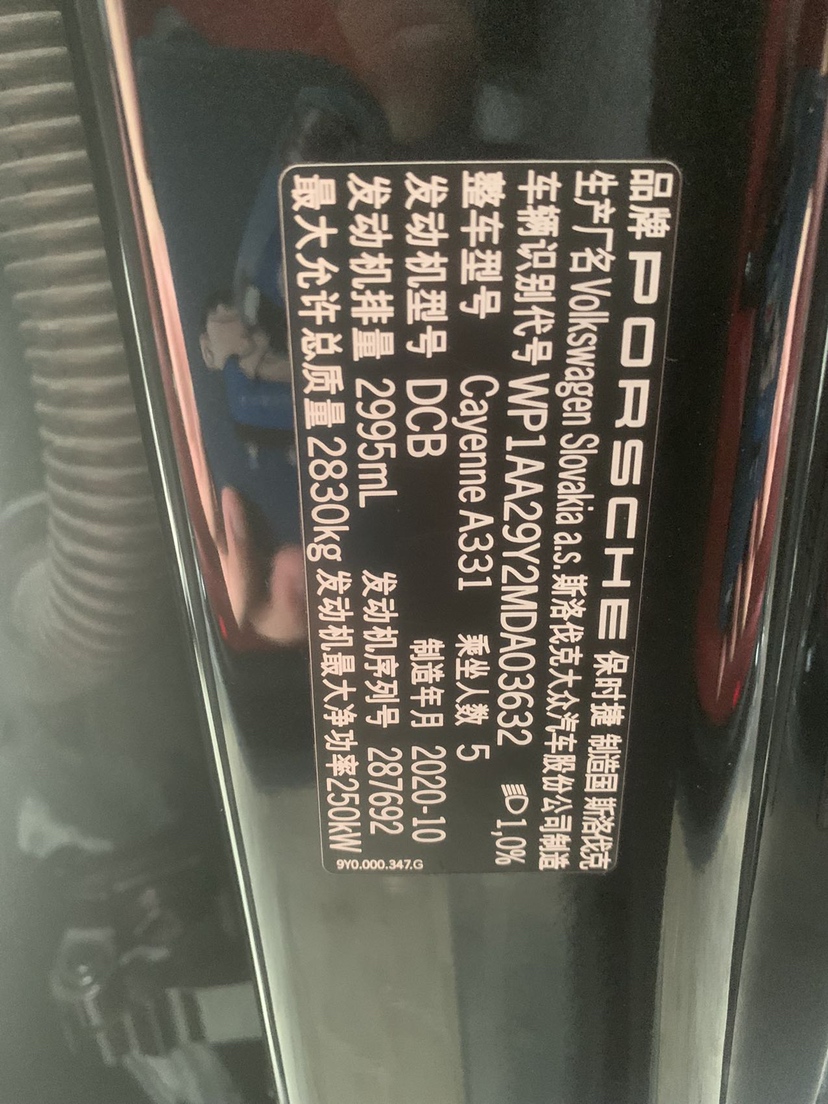 品牌 PORSCHE 保时捷 制造国 斯洛伐克
生产厂名 Volkswagen Slovakia a.s. 斯洛伐克大众汽车股份公司制造
车辆识别代号 WP1AA29Y2MDA03632 1,0%
整车型号 Cayenne A331 乘坐人数 5
发动机型号 DCB 制造年月 2020-10
发动机排量 2995mL 发动机序列号 287692
最大允许总质量 2830kg 发动机最大净功率250kW
9Y0.000.347.G